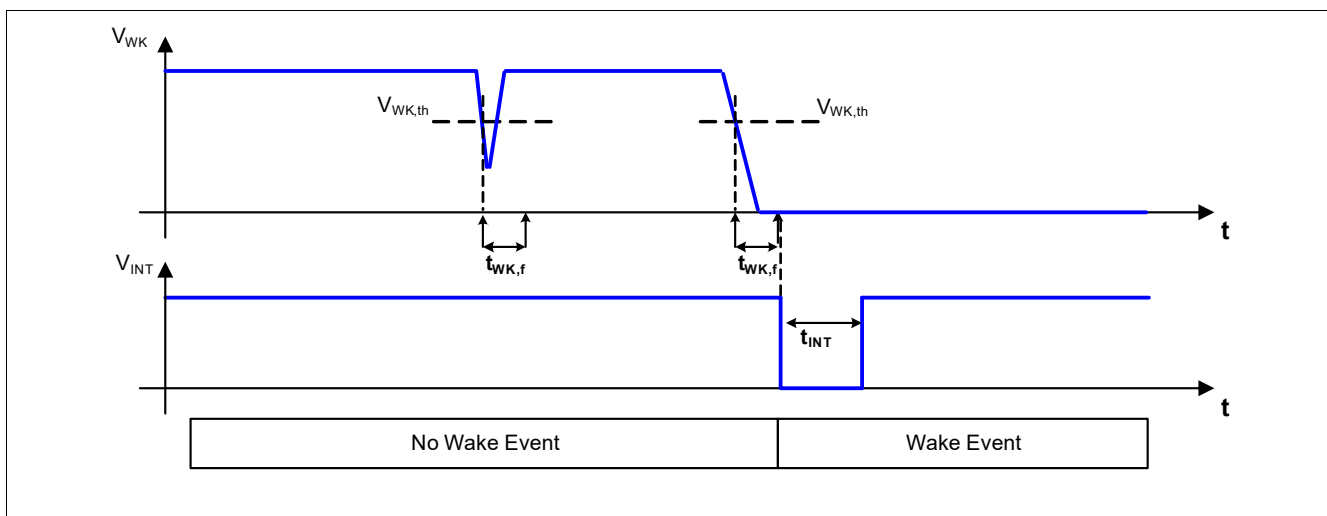 VWK
VWK,th
VWK,th
t
tWK,f
tWK,f
VINT
tINT
t
No Wake Event
Wake Event